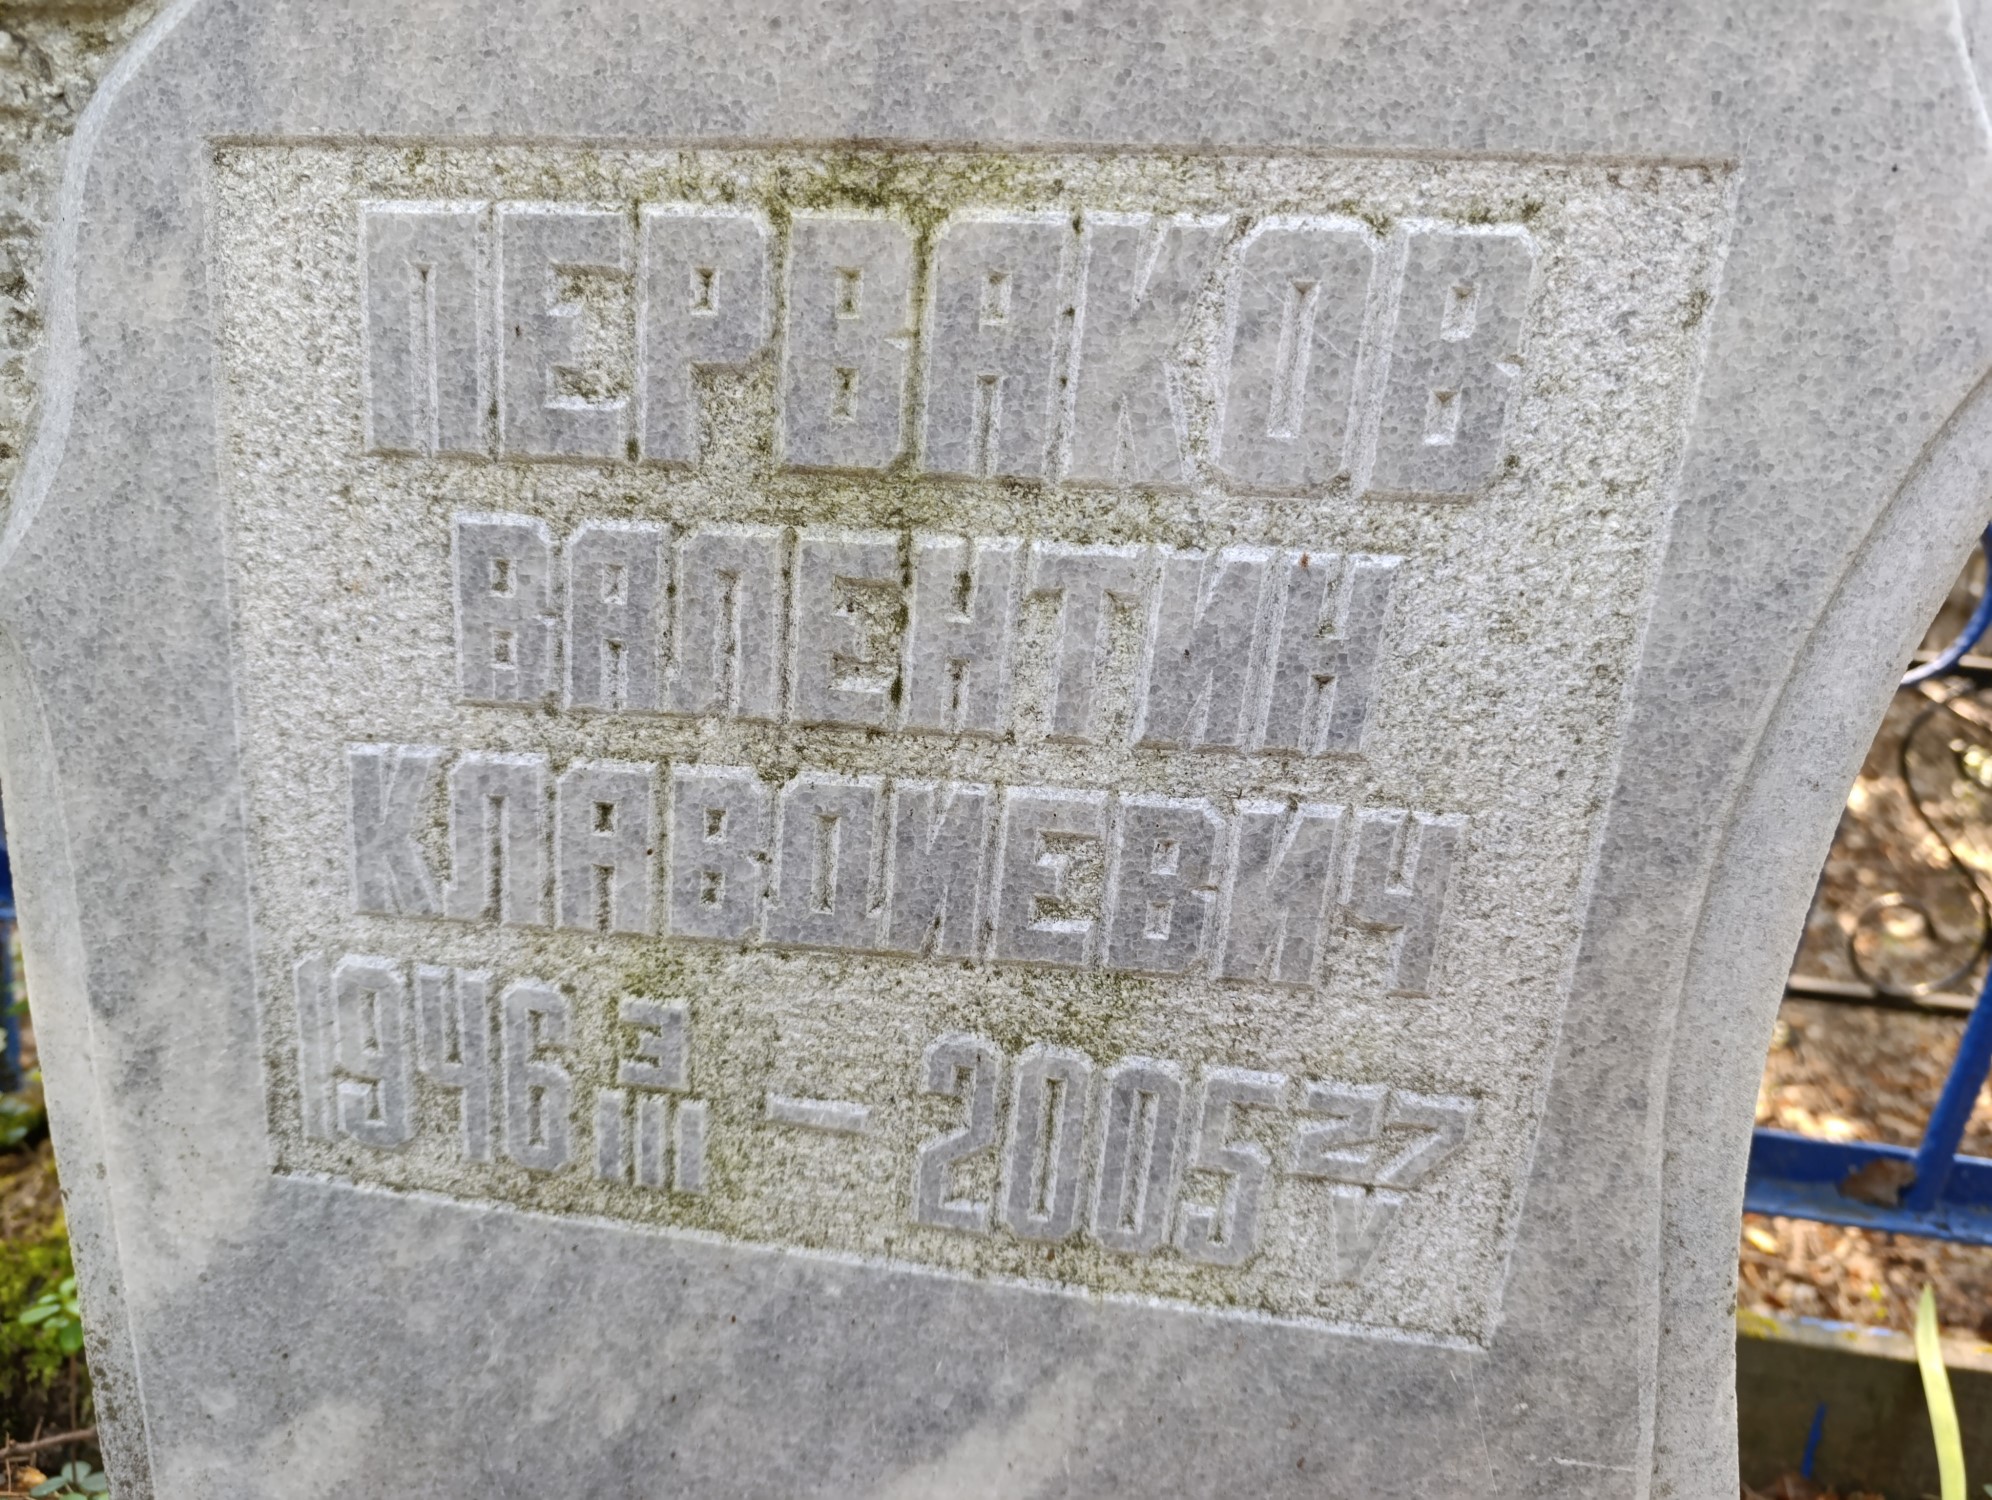 ПЕРВАКОВ
ВАЛЕНТИН
КЛАВДИЕВИЧ
1946 3/III — 2005 27/V